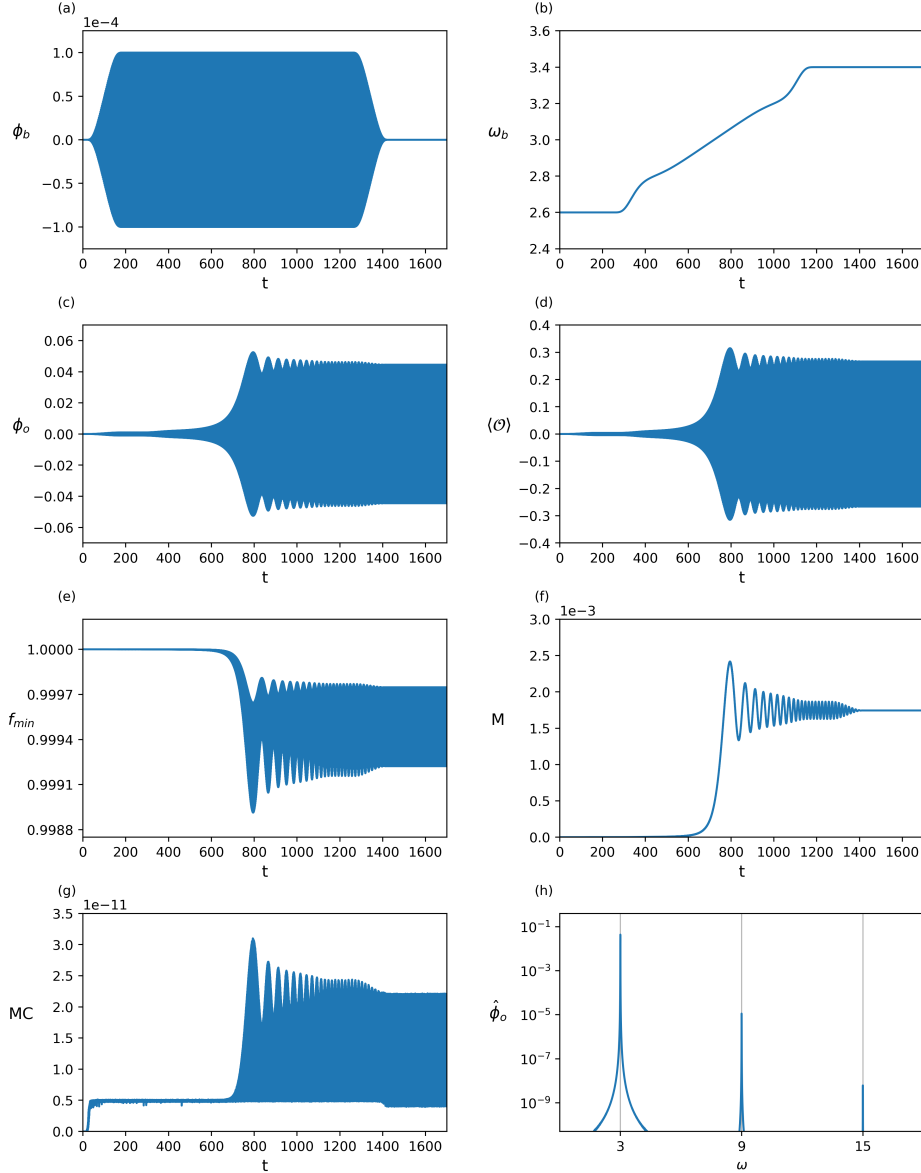 (a)
1e−4
1.0
0.5
0.0
−0.5
−1.0
ϕ_b
0 200 400 600 800 1000 1200 1400 1600
t
(b)
3.6
3.4
3.2
3.0
2.8
2.6
2.4
ω_b
0 200 400 600 800 1000 1200 1400 1600
t
(c)
0.06
0.04
0.02
0.00
−0.02
−0.04
−0.06
ϕ_o
0 200 400 600 800 1000 1200 1400 1600
t
(d)
0.4
0.3
0.2
0.1
0.0
−0.1
−0.2
−0.3
−0.4
⟨𝒪⟩
0 200 400 600 800 1000 1200 1400 1600
t
(e)
1.0000
0.9997
0.9994
0.9991
0.9988
f_min
0 200 400 600 800 1000 1200 1400 1600
t
(f)
1e−3
3.0
2.5
2.0
1.5
1.0
0.5
0.0
M
0 200 400 600 800 1000 1200 1400 1600
t
(g)
1e−11
3.5
3.0
2.5
2.0
1.5
1.0
0.5
0.0
MC
0 200 400 600 800 1000 1200 1400 1600
t
(h)
10^−1
10^−3
10^−5
10^−7
10^−9
ϕ̂_o
3 9 15
ω